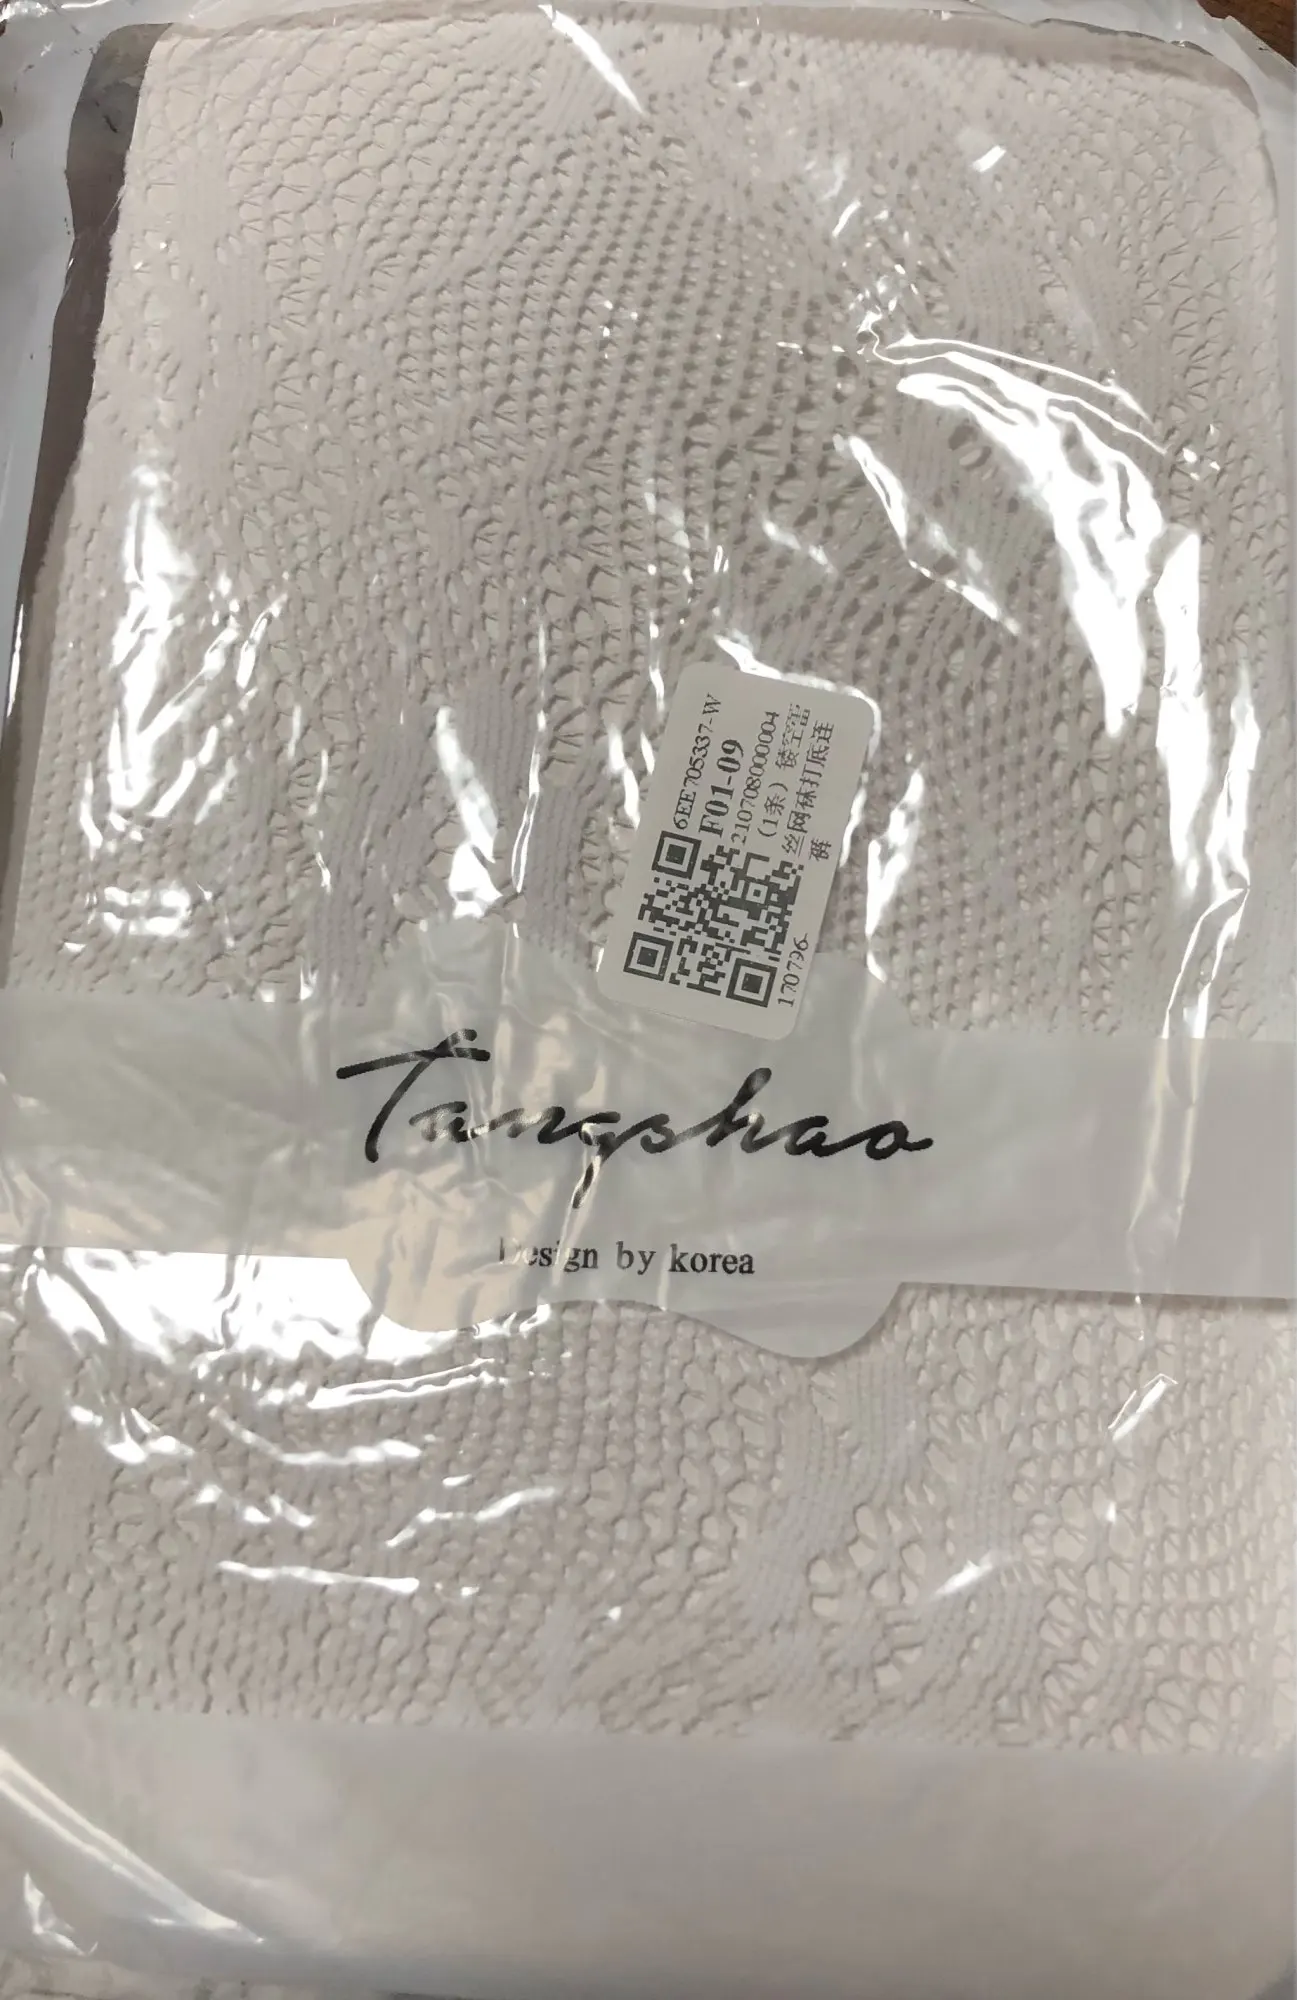 6EE705337-W
F01-09
2107080000004
（1条）镂空蕾
丝网袜打底连
裤
170796-
Tangshao
Design by korea